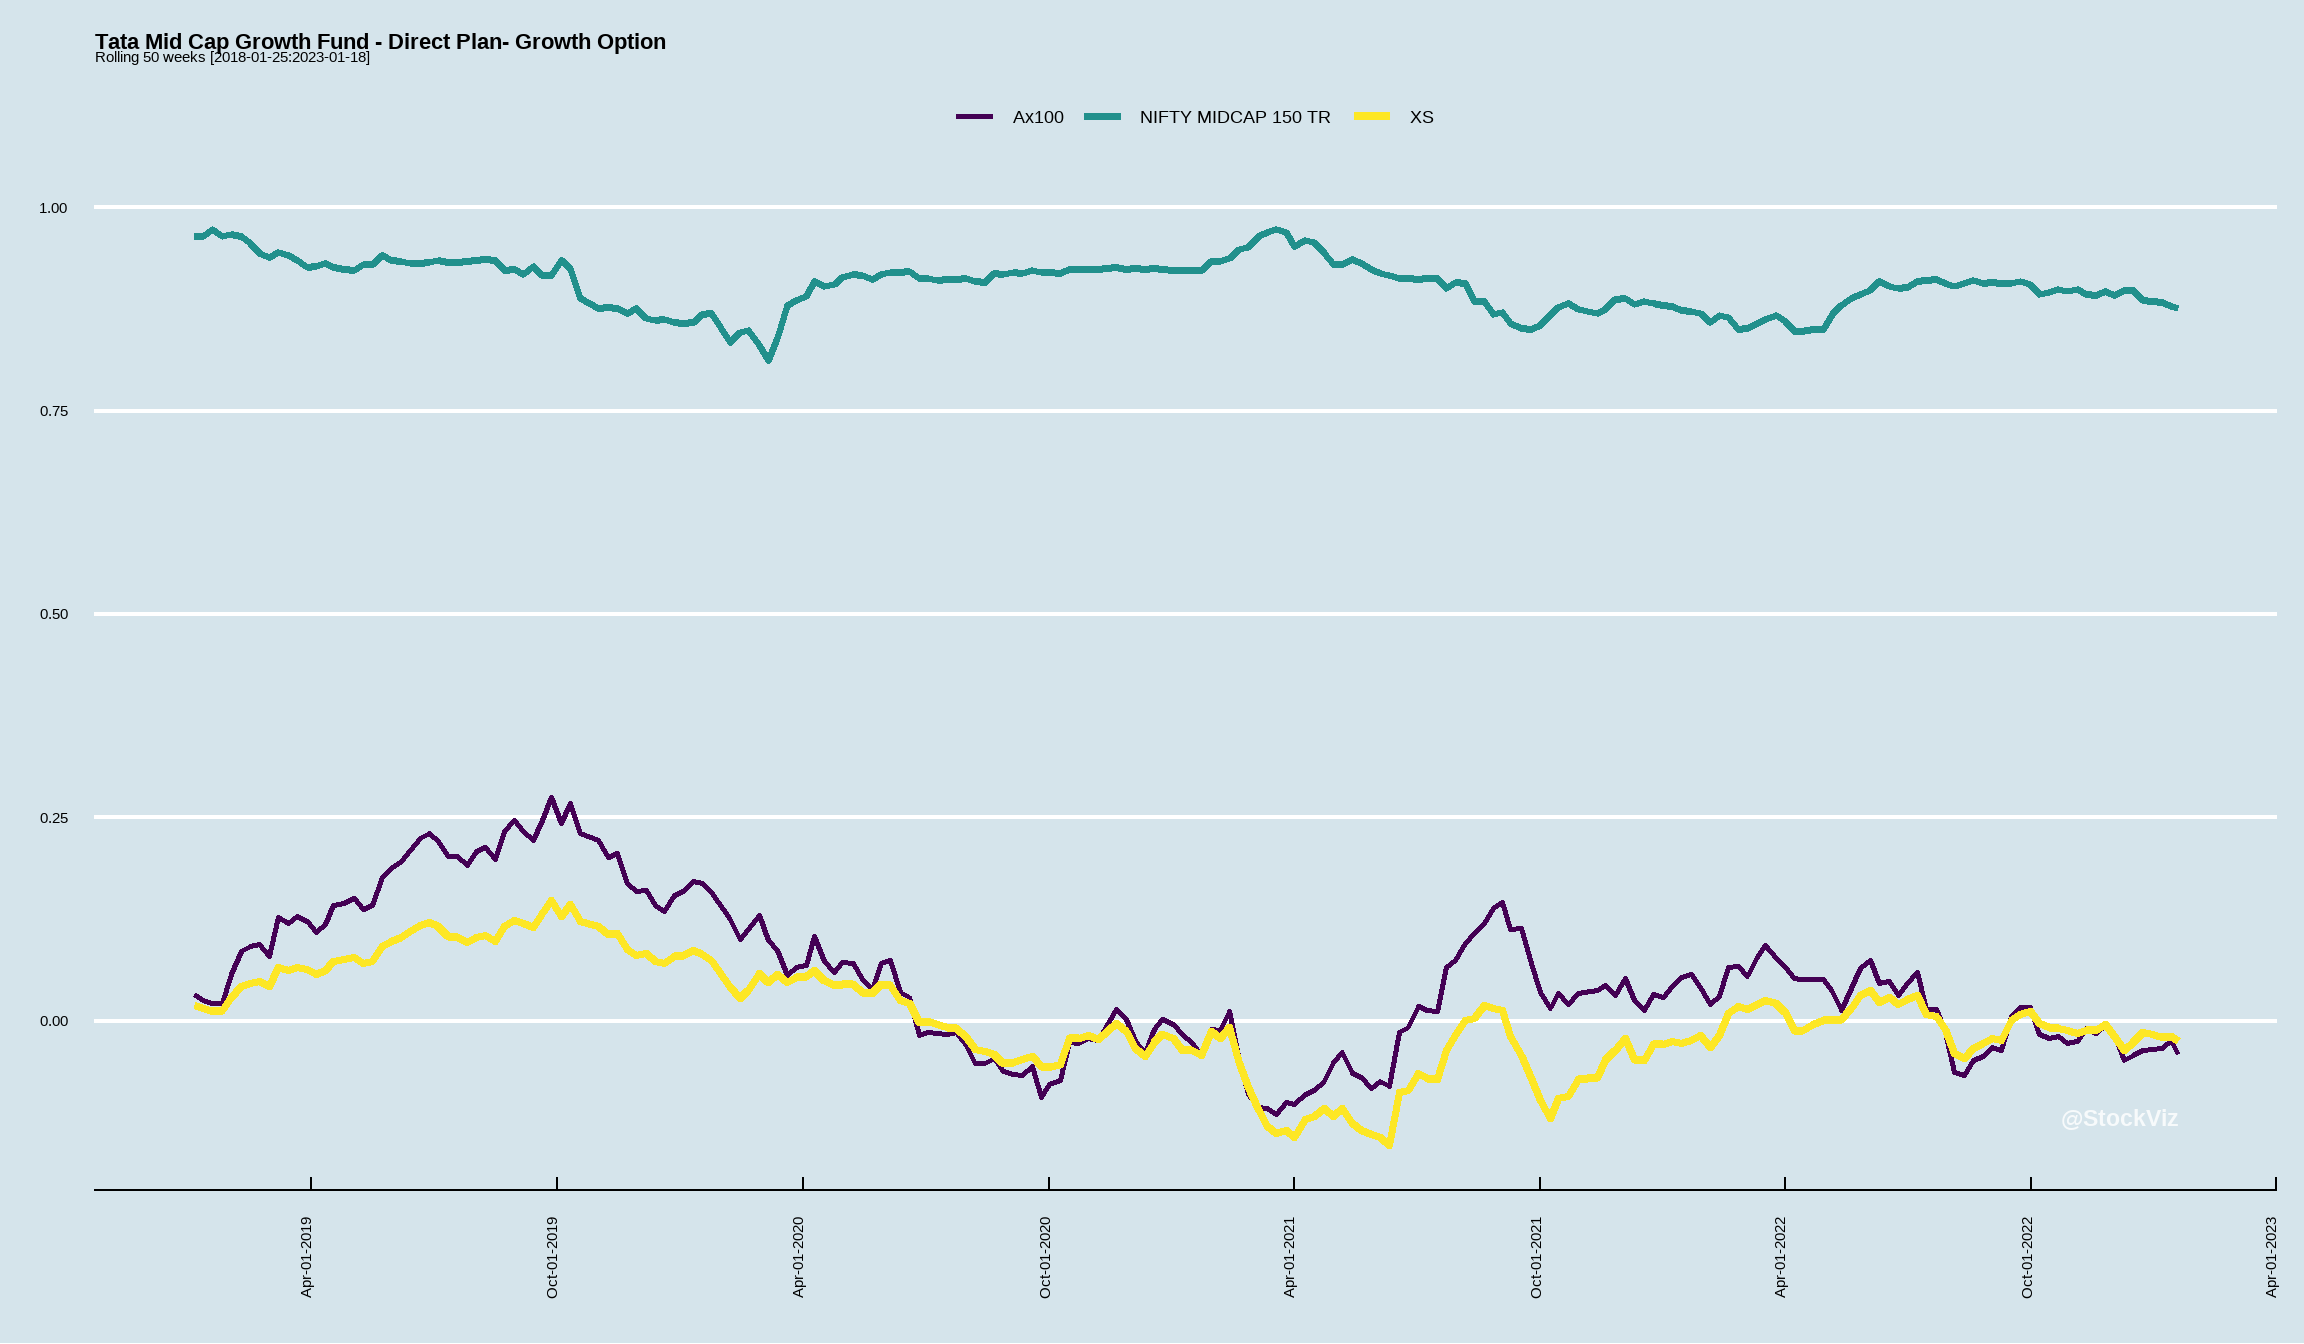 Tata Mid Cap Growth Fund - Direct Plan- Growth Option
Rolling 50 weeks [2018-01-25:2023-01-18]
Ax100 NIFTY MIDCAP 150 TR XS
1.00
0.75
0.50
0.25
0.00
@StockViz
Apr-01-2019
Oct-01-2019
Apr-01-2020
Oct-01-2020
Apr-01-2021
Oct-01-2021
Apr-01-2022
Oct-01-2022
Apr-01-2023